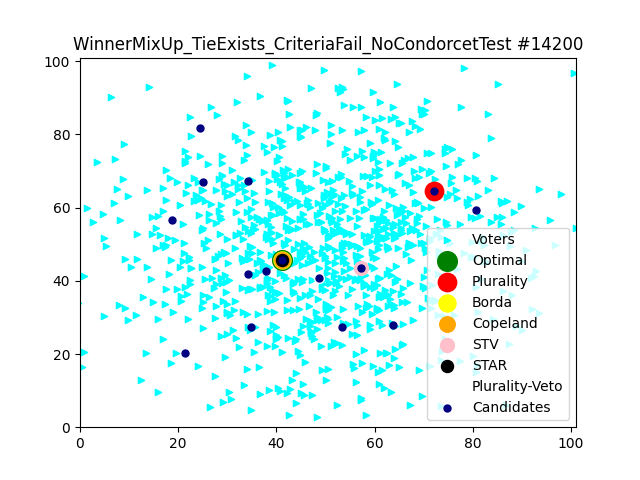 WinnerMixUp_TieExists_CriteriaFail_NoCondorcetTest #14200
100
80
60
40
20
0
0
20
40
60
80
100
Voters
Optimal
Plurality
Borda
Copeland
STV
STAR
Plurality-Veto
Candidates